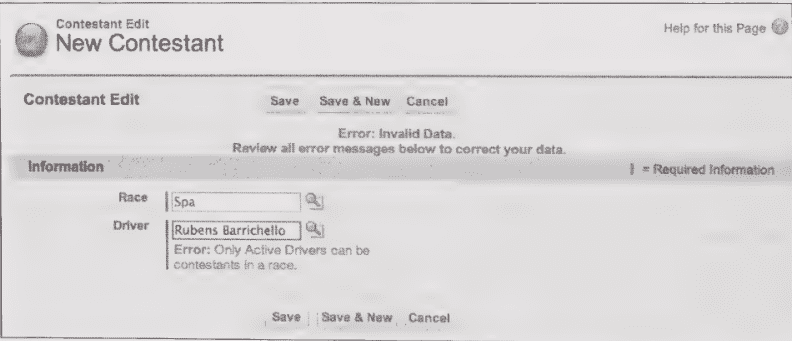 Contestant Edit
New Contestant
Help for this Page
Contestant Edit
Save Save & New Cancel
Error: Invalid Data.
Review all error messages below to correct your data.
Information
= Required Information
Race Spa
Driver Rubens Barrichello
Error: Only Active Drivers can be
contestants in a race.
Save Save & New Cancel